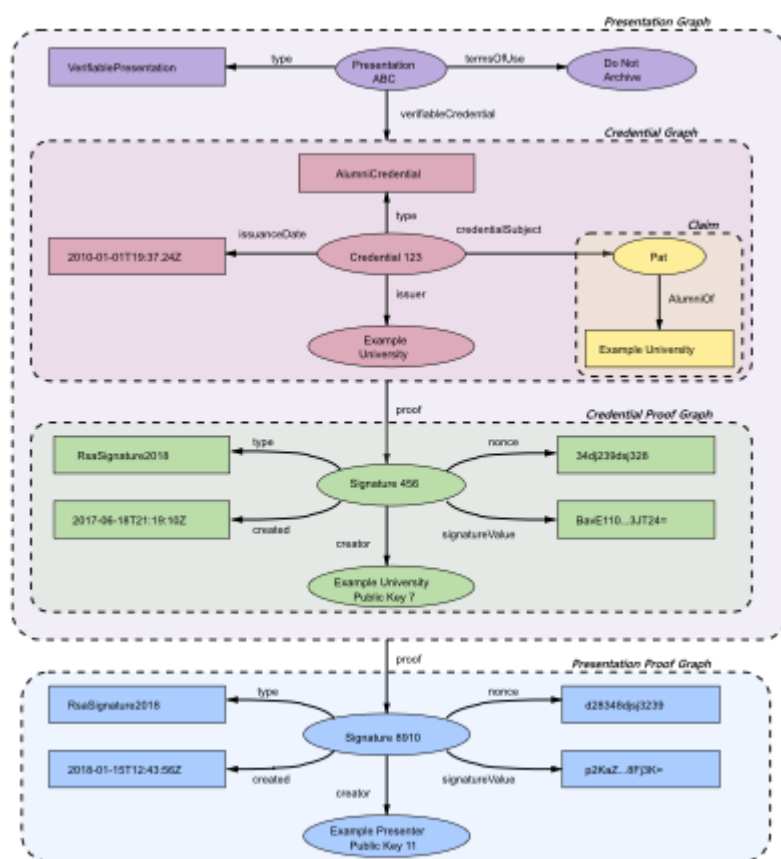 Presentation Graph
VerifiablePresentation
type
Presentation
ABC
termsOfUse
Do Not
Archive
verifiableCredential
Credential Graph
AlumniCredential
type
issuanceDate
credentialSubject
Claim
2010-01-01T19:37.24Z
Credential 123
Pat
issuer
AlumniOf
Example
University
Example University
proof
Credential Proof Graph
type
nonce
RsaSignature2018
34dj239dsj328
Signature 456
2017-06-18T21:19:10Z
BavE110...3JT24=
created
signatureValue
creator
Example University
Public Key 7
proof
Presentation Proof Graph
type
nonce
RsaSignature2018
d28348djsj3239
Signature 8910
2018-01-15T12:43:56Z
p2KaZ...8Fj3K=
created
signatureValue
creator
Example Presenter
Public Key 11